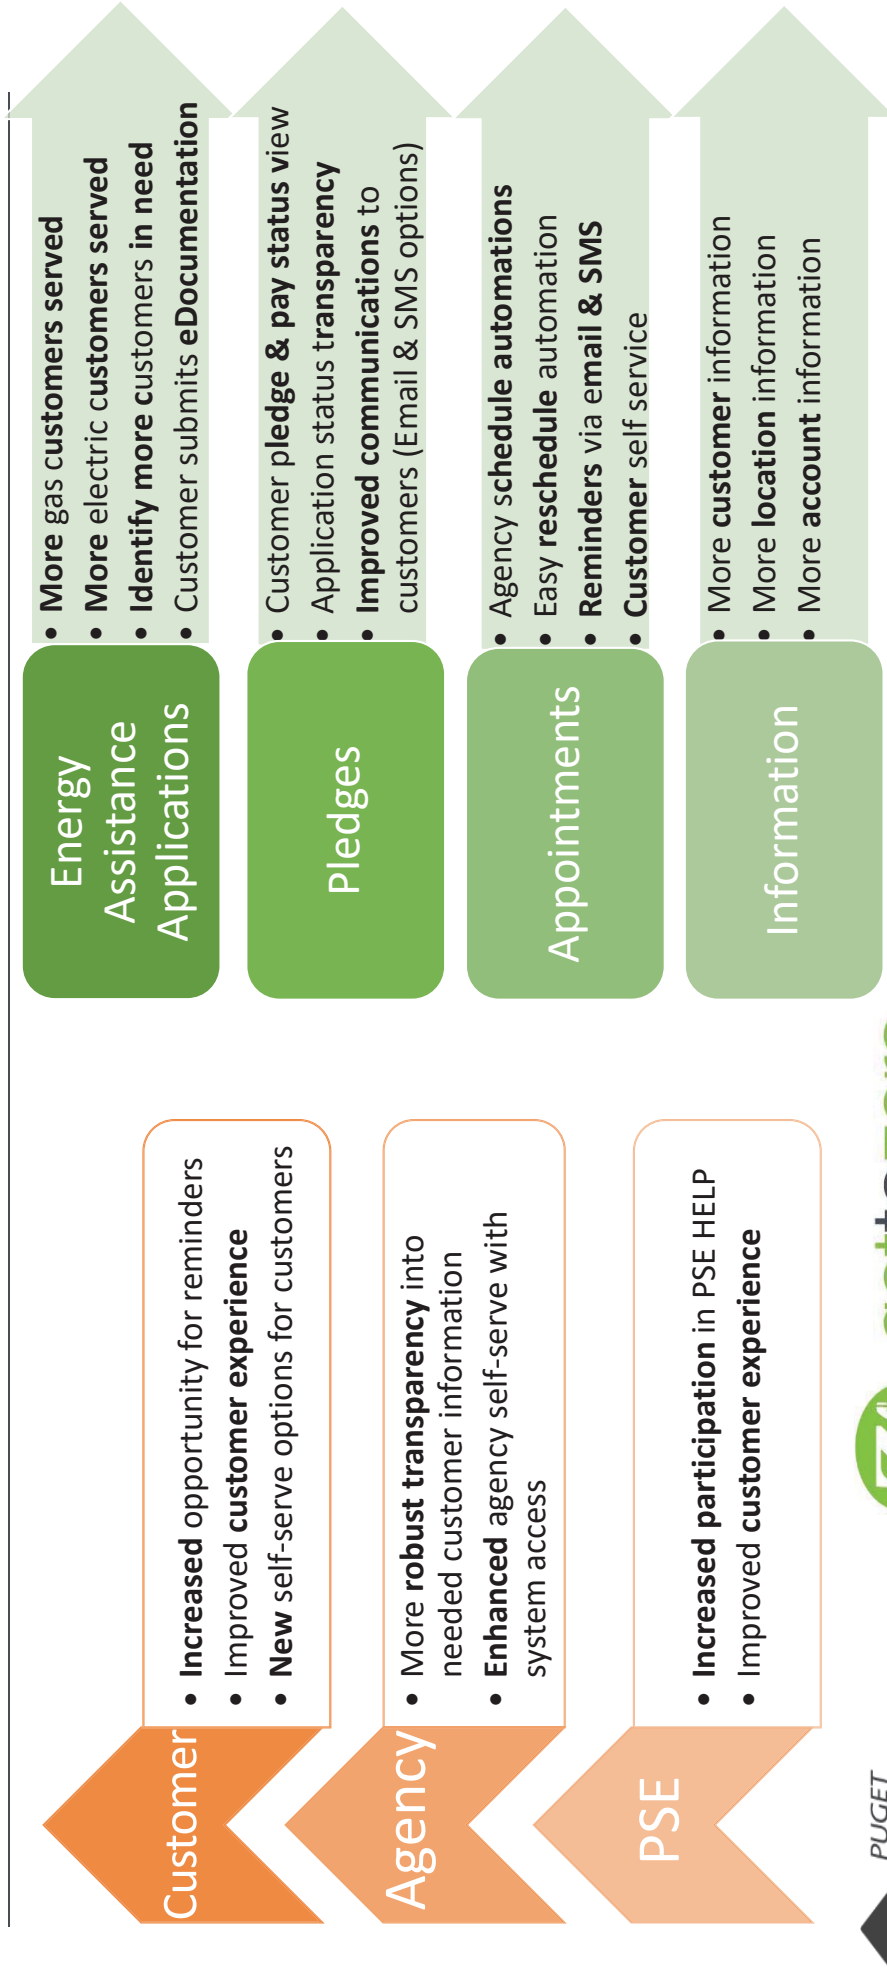 Customer
• Increased opportunity for reminders
• Improved customer experience
• New self-serve options for customers
Agency
• More robust transparency into
needed customer information
• Enhanced agency self-serve with
system access
PSE
• Increased participation in PSE HELP
• Improved customer experience
Energy
Assistance
Applications
• More gas customers served
• More electric customers served
• Identify more customers in need
• Customer submits eDocumentation
Pledges
• Customer pledge & pay status view
• Application status transparency
• Improved communications to
customers (Email & SMS options)
Appointments
• Agency schedule automations
• Easy reschedule automation
• Reminders via email & SMS
• Customer self service
Information
• More customer information
• More location information
• More account information
PUGET